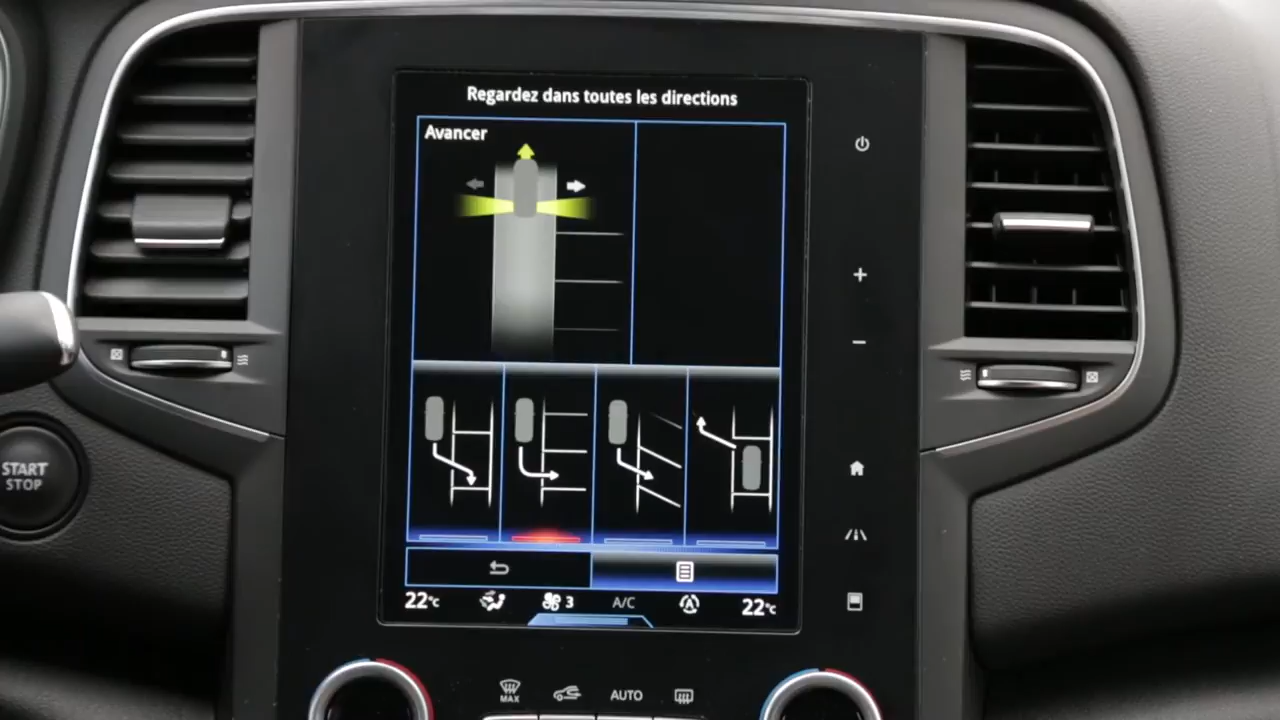 Regardez dans toutes les directions
Avancer
START
STOP
22°c
3
A/C
A
22°c
MAX
AUTO